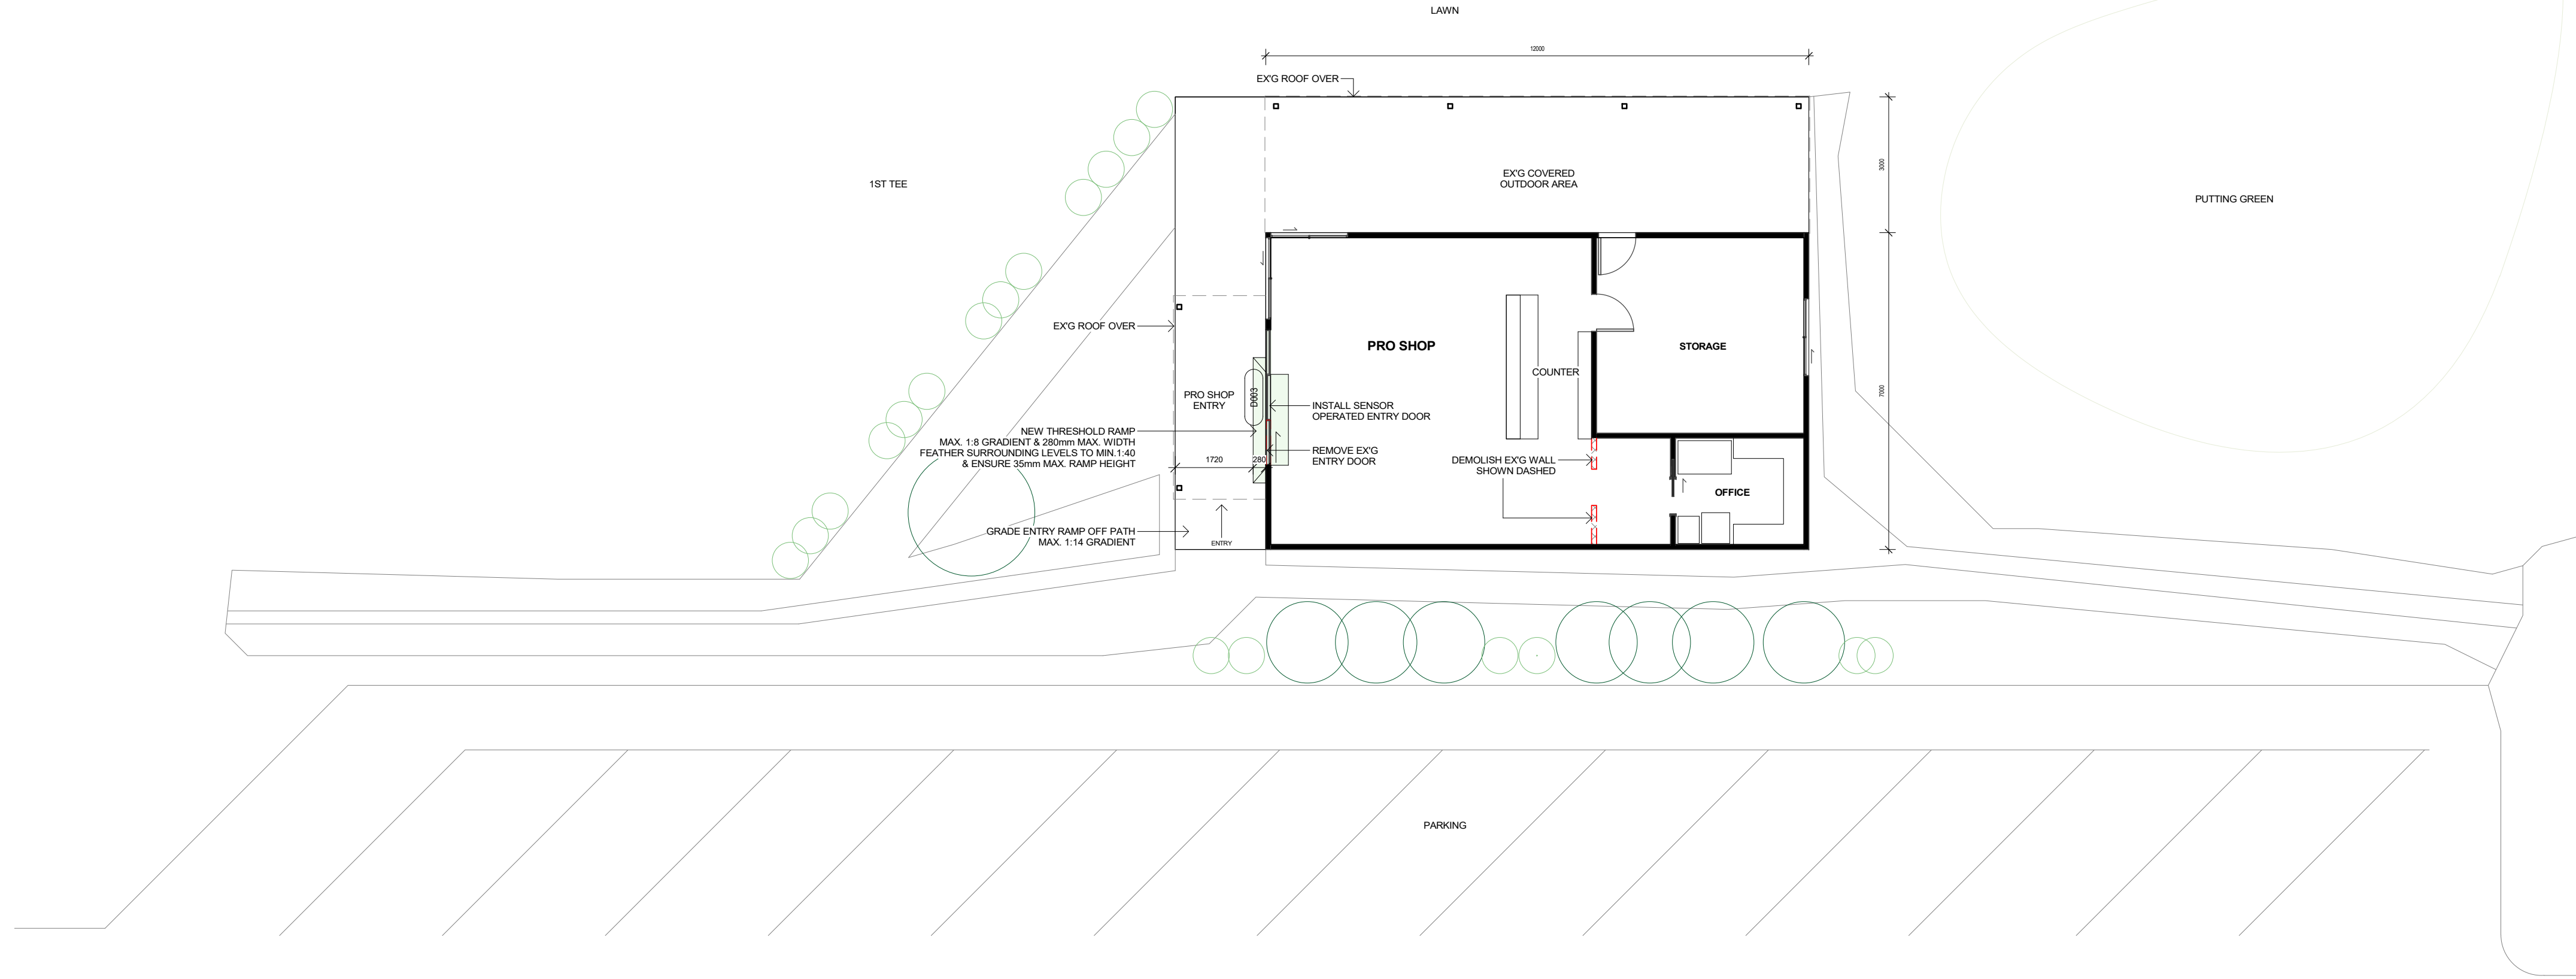 LAWN
12000
EX'G ROOF OVER
3000
EX'G COVERED
OUTDOOR AREA
1ST TEE
PUTTING GREEN
EX'G ROOF OVER
PRO SHOP
STORAGE
COUNTER
7000
PRO SHOP
ENTRY
D003
INSTALL SENSOR
OPERATED ENTRY DOOR
NEW THRESHOLD RAMP
MAX. 1:8 GRADIENT & 280mm MAX. WIDTH
FEATHER SURROUNDING LEVELS TO MIN.1:40
& ENSURE 35mm MAX. RAMP HEIGHT
1720
280
REMOVE EX'G
ENTRY DOOR
DEMOLISH EX'G WALL
SHOWN DASHED
OFFICE
GRADE ENTRY RAMP OFF PATH
MAX. 1:14 GRADIENT
ENTRY
PARKING